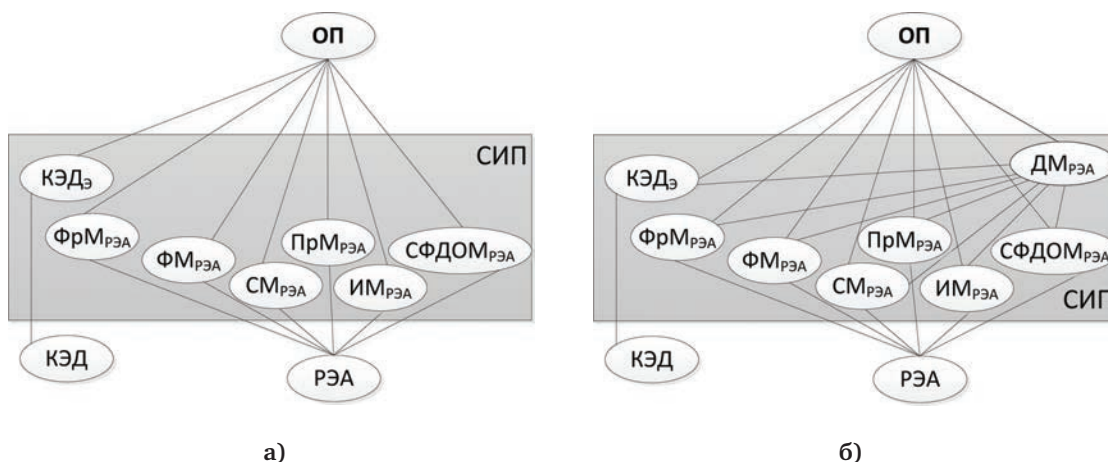 ОП
СИП
КЭДЭ
ФрМРЭА
ФМРЭА
СМРЭА
ПрМРЭА
ИМРЭА
СФДОМРЭА
КЭД
РЭА
а)
ОП
ДМРЭА
КЭДЭ
ФрМРЭА
ФМРЭА
СМРЭА
ПрМРЭА
ИМРЭА
СФДОМРЭА
СИП
КЭД
РЭА
б)